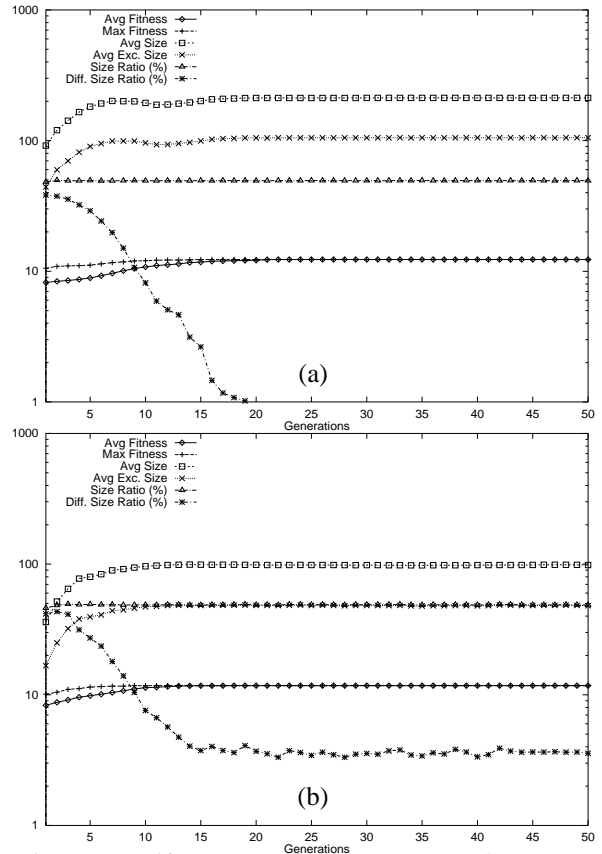 1000
Avg Fitness
Max Fitness
Avg Size
Avg Exc. Size
Size Ratio (%)
Diff. Size Ratio (%)
100
10
(a)
1
5 10 15 20 25 30 35 40 45 50
Generations
1000
Avg Fitness
Max Fitness
Avg Size
Avg Exc. Size
Size Ratio (%)
Diff. Size Ratio (%)
100
10
(b)
1
5 10 15 20 25 30 35 40 45 50
Generations